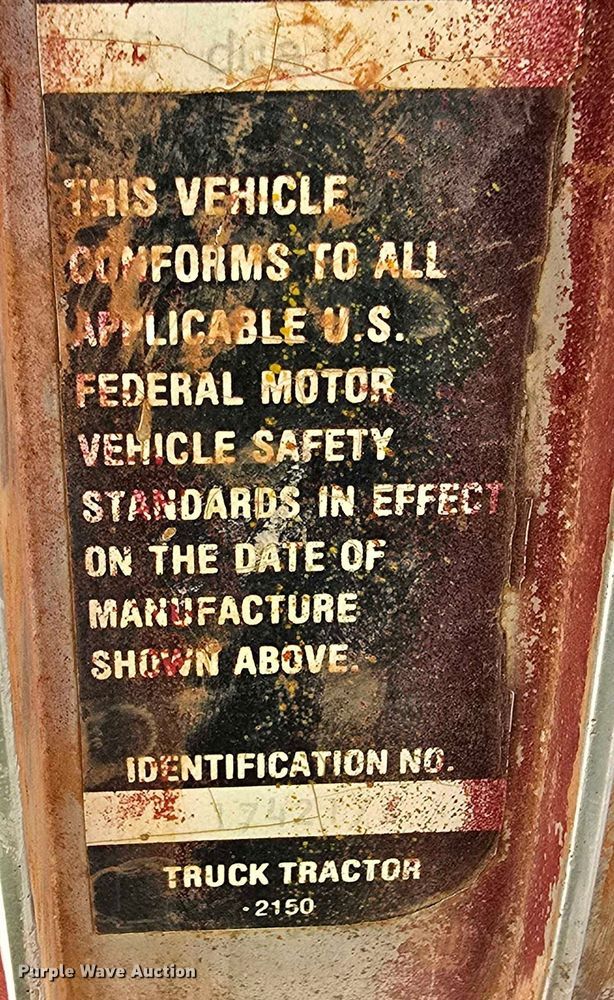 THIS VEHICLE
CONFORMS TO ALL
APPLICABLE U.S.
FEDERAL MOTOR
VEHICLE SAFETY
STANDARDS IN EFFECT
ON THE DATE OF
MANUFACTURE
SHOWN ABOVE.
IDENTIFICATION NO.
TRUCK TRACTOR
-2150
Purple Wave Auction